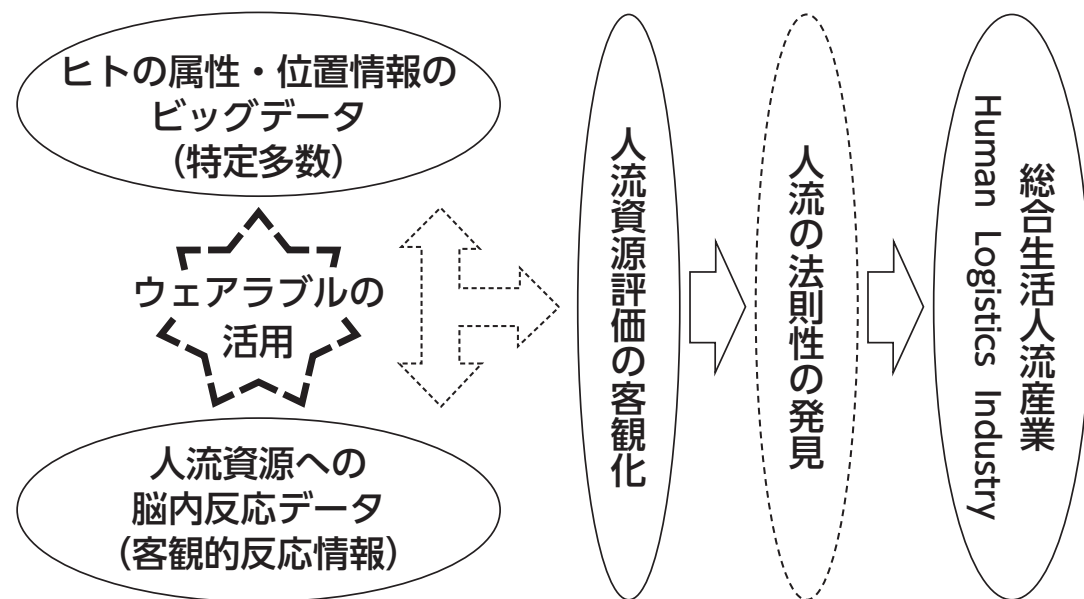 ヒトの属性・位置情報の
ビッグデータ
（特定多数）
ウェアラブルの
活用
人流資源への
脳内反応データ
（客観的反応情報）
人流資源評価の客観化
人流の法則性の発見
総合生活人流産業
Human Logistics Industry